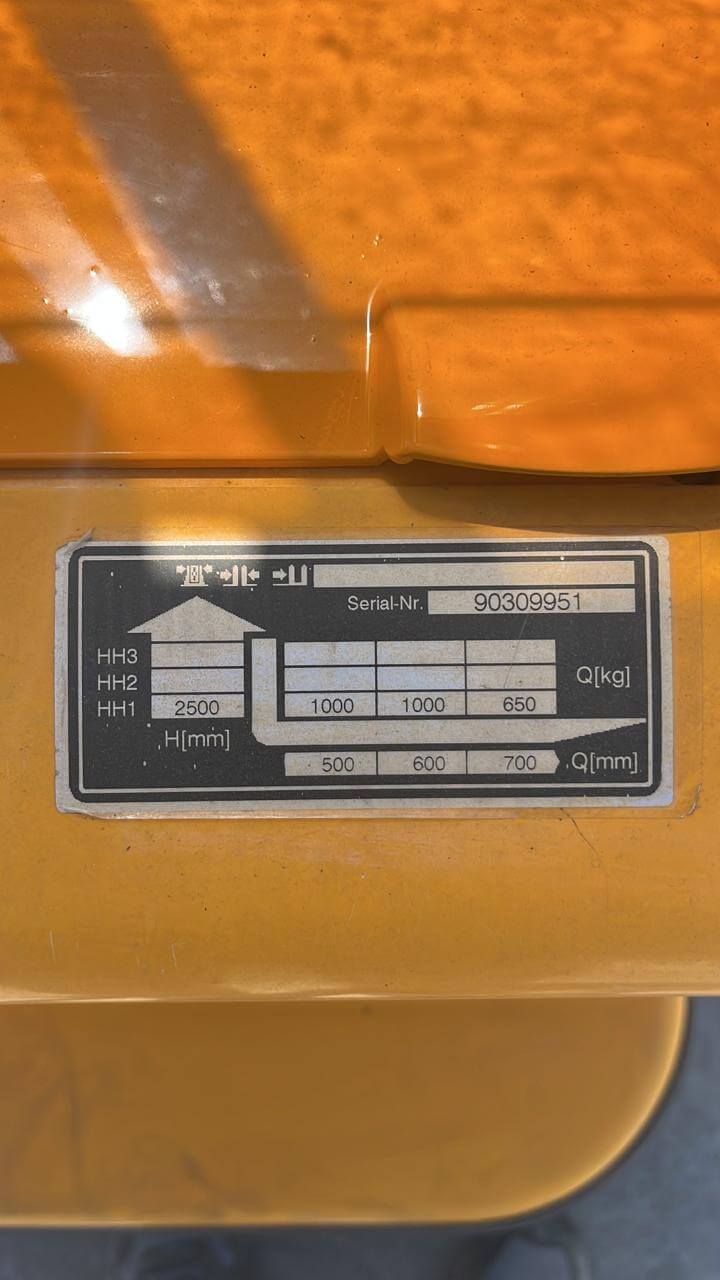 Serial-Nr. 90309951
HH3
HH2
Q[kg]
HH1 2500 1000 1000 650
H[mm]
500 600 700 Q[mm]